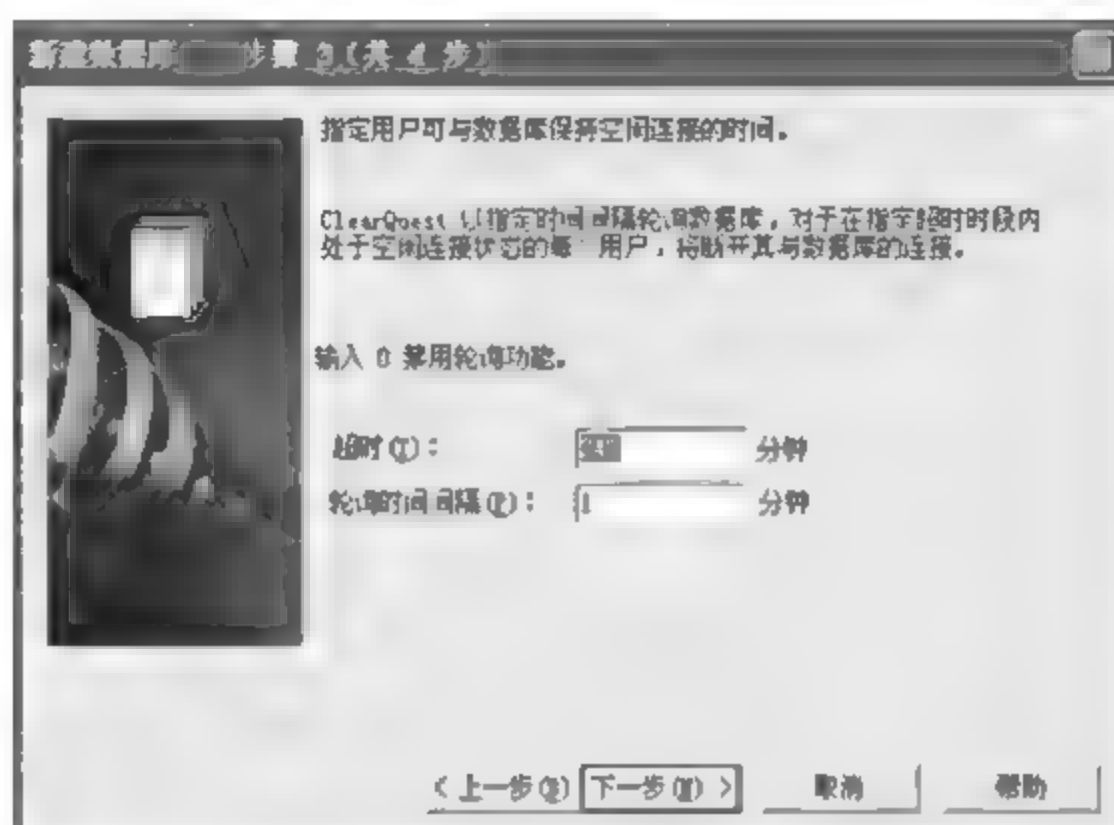 新建数据库 步骤 3(共 4 步)
指定用户可与数据库保持空闲连接的时间。
ClearQuest 以指定时间间隔轮询数据库，对于在指定超时时段内
处于空闲连接状态的每 用户，将断开其与数据库的连接。
输入 0 禁用轮询功能。
超时(T)： 分钟
轮询时间间隔(P)： 1 分钟
< 上一步(B) 下一步(N) > 取消 帮助